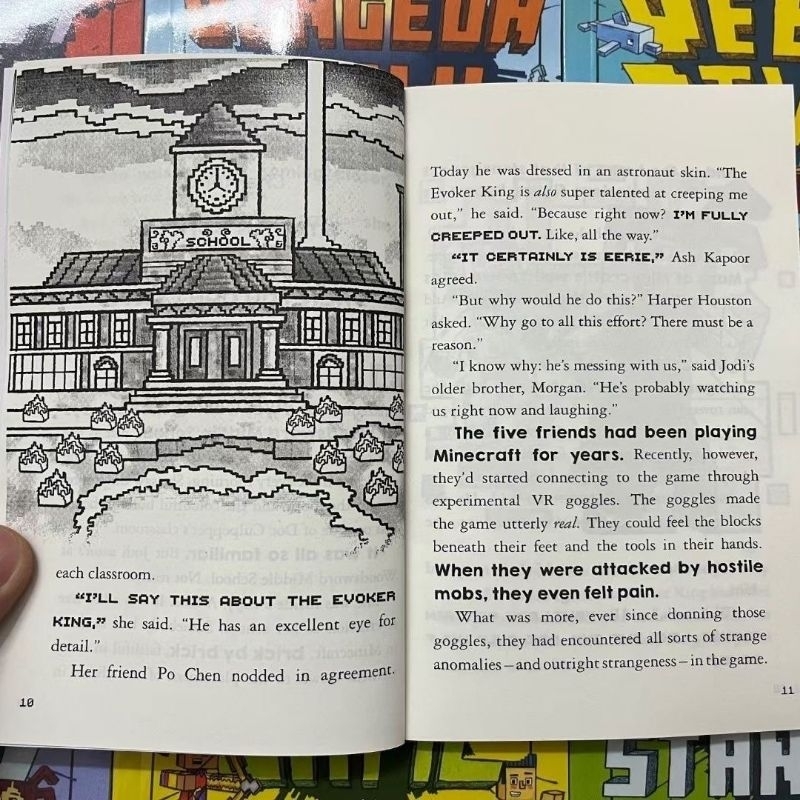 SCHOOL
each classroom.
"I'LL SAY THIS ABOUT THE EVOKER
KING," she said. "He has an excellent eye for
detail."
Her friend Po Chen nodded in agreement.
10
Today he was dressed in an astronaut skin. "The
Evoker King is also super talented at creeping me
out," he said. "Because right now? I'M FULLY
CREEPED OUT. Like, all the way."
"IT CERTAINLY IS EERIE," Ash Kapoor
agreed.
"But why would he do this?" Harper Houston
asked. "Why go to all this effort? There must be a
reason."
"I know why: he's messing with us," said Jodi's
older brother, Morgan. "He's probably watching
us right now and laughing."
The five friends had been playing
Minecraft for years. Recently, however,
they'd started connecting to the game through
experimental VR goggles. The goggles made
the game utterly real. They could feel the blocks
beneath their feet and the tools in their hands.
When they were attacked by hostile
mobs, they even felt pain.
What was more, ever since donning those
goggles, they had encountered all sorts of strange
anomalies—and outright strangeness—in the game.
11